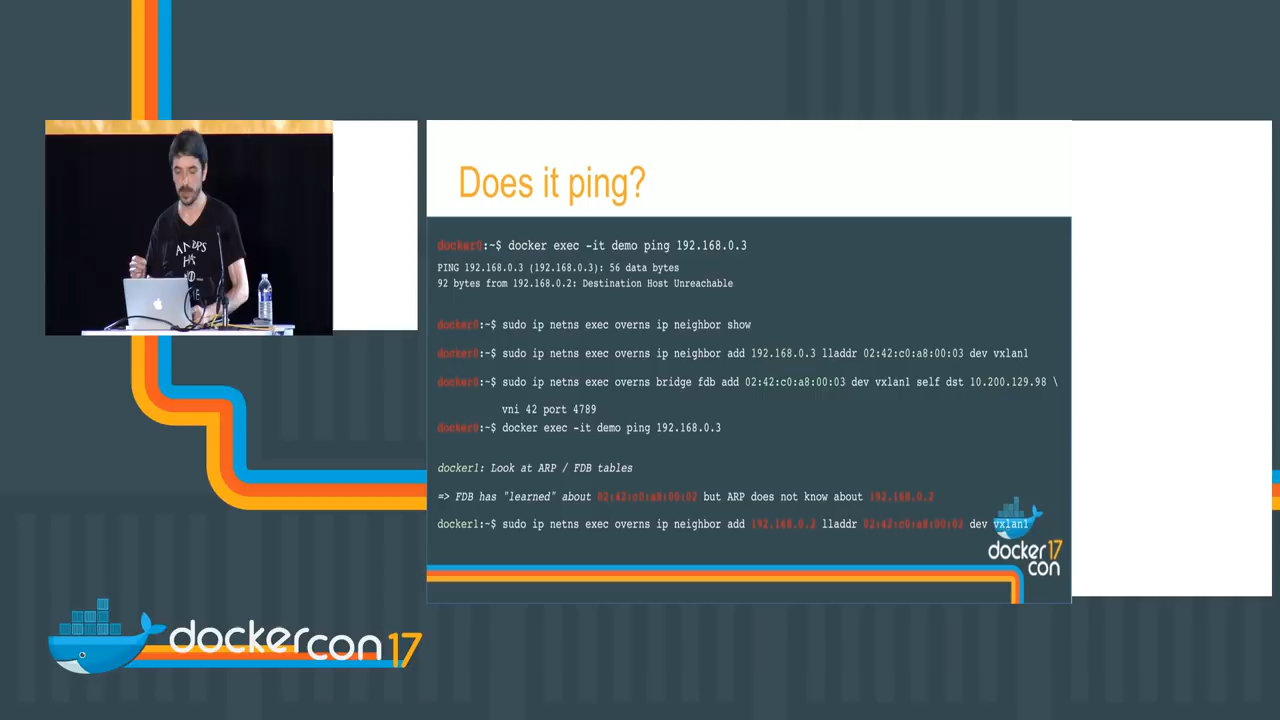 Does it ping?
docker0:~$ docker exec -it demo ping 192.168.0.3
PING 192.168.0.3 (192.168.0.3): 56 data bytes
92 bytes from 192.168.0.2: Destination Host Unreachable
docker0:~$ sudo ip netns exec overns ip neighbor show
docker0:~$ sudo ip netns exec overns ip neighbor add 192.168.0.3 lladdr 02:42:c0:a8:00:03 dev vxlan1
docker0:~$ sudo ip netns exec overns bridge fdb add 02:42:c0:a8:00:03 dev vxlan1 self dst 10.200.129.98 \
vni 42 port 4789
docker0:~$ docker exec -it demo ping 192.168.0.3
docker1: Look at ARP / FDB tables
=> FDB has "learned" about 02:42:c0:a8:00:02 but ARP does not know about 192.168.0.2
docker1:~$ sudo ip netns exec overns ip neighbor add 192.168.0.2 lladdr 02:42:c0:a8:00:02 dev vxlan1
docker 17
con
dockercon 17